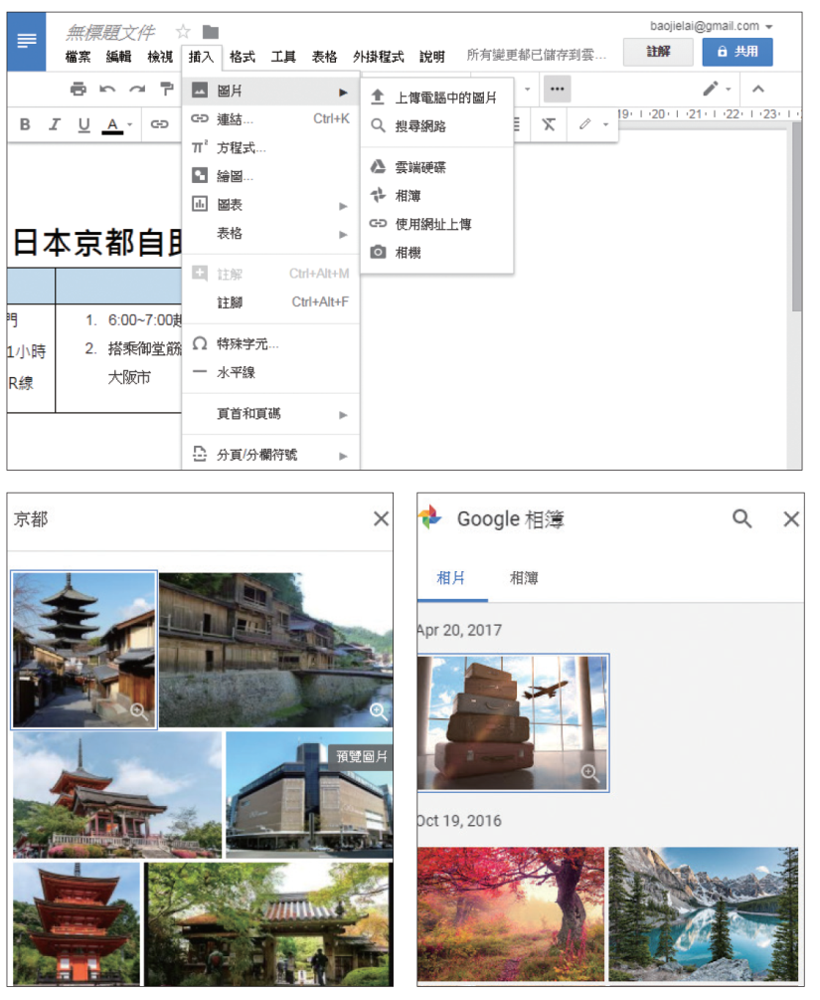 無標題文件
baojielai@gmail.com
檔案 編輯 檢視 插入 格式 工具 表格 外掛程式 說明 所有變更都已儲存到雲…
註解 共用
圖片
上傳電腦中的圖片
B I U A
19 20 21 22 23
連結... Ctrl+K
搜尋網路
方程式...
雲端硬碟
繪圖...
相簿
圖表
使用網址上傳
表格
相機
日本京都自助
註解 Ctrl+Alt+M
註腳 Ctrl+Alt+F
門
1. 6:00~7:00起
1小時
2. 搭乘御堂筋
R線
大阪市
Ω 特殊字元...
水平線
頁首和頁碼
分頁/分欄符號
京都
預覽圖片
Google 相簿
相片 相簿
Apr 20, 2017
Oct 19, 2016